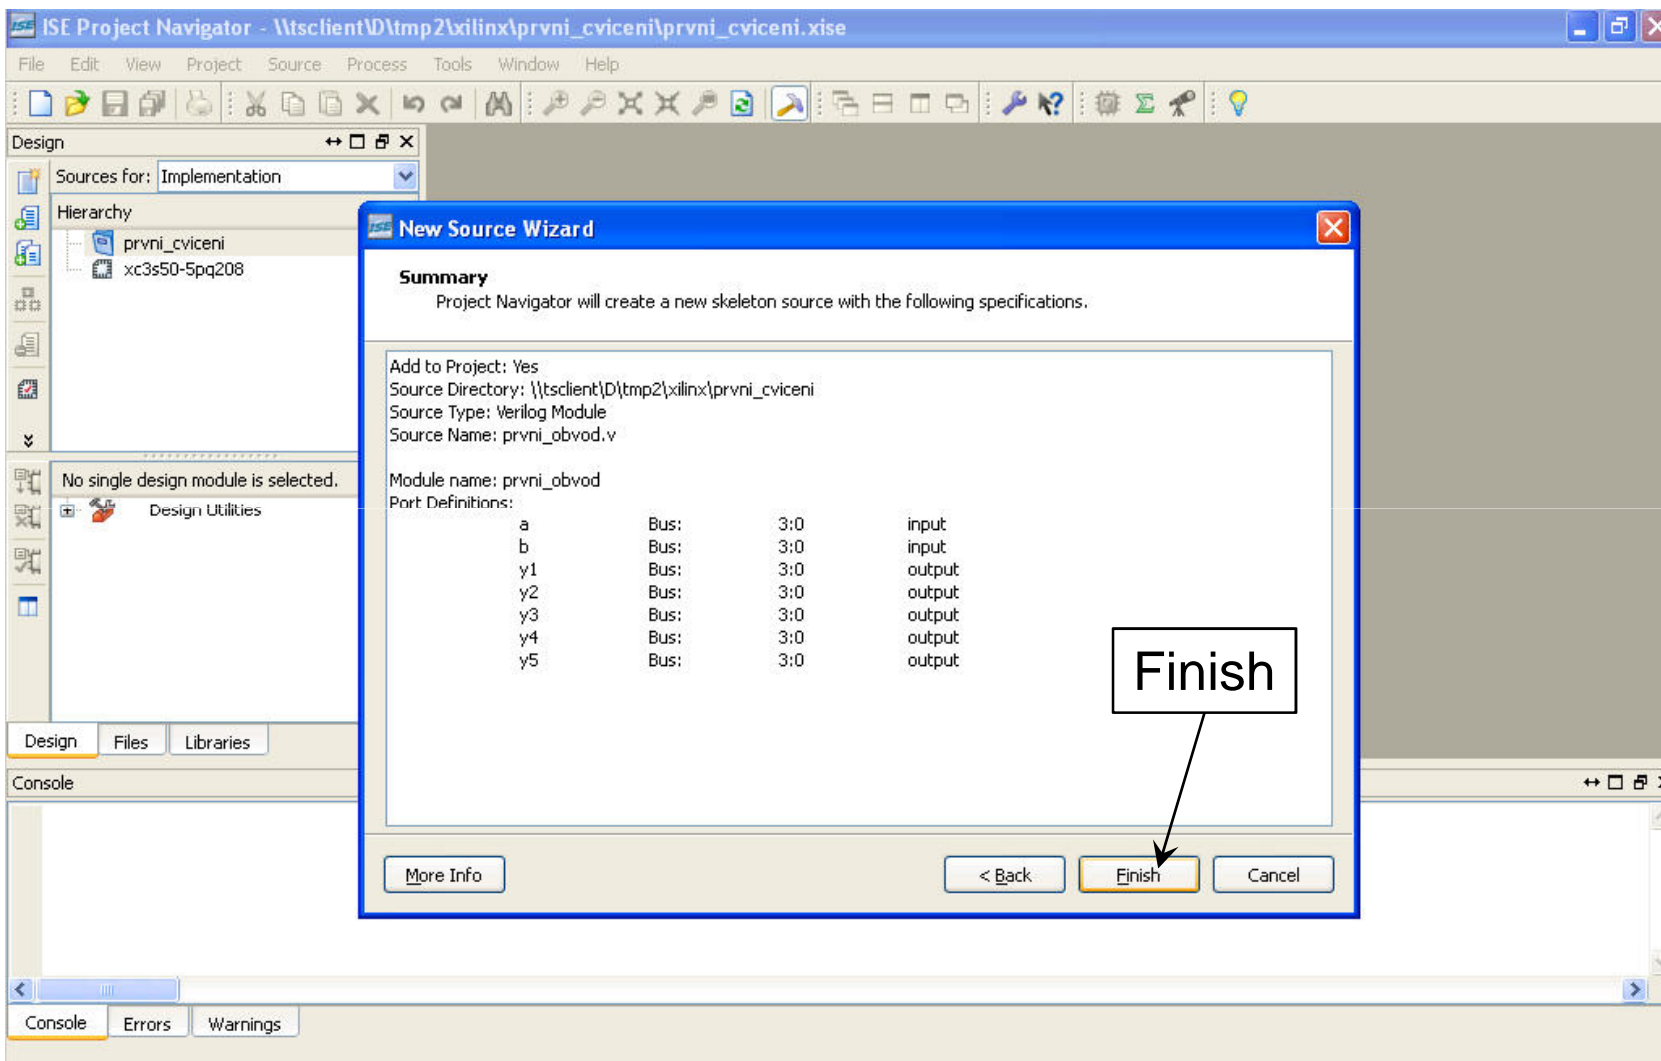 ISE Project Navigator - \\tsclient\D\tmp2\xilinx\prvni_cviceni\prvni_cviceni.xise
File Edit View Project Source Process Tools Window Help
Design
Sources for: Implementation
Hierarchy
prvni_cviceni
xc3s50-5pq208
No single design module is selected.
Design Utilities
Design Files Libraries
ISE New Source Wizard
Summary
Project Navigator will create a new skeleton source with the following specifications.
Add to Project: Yes
Source Directory: \\tsclient\D\tmp2\xilinx\prvni_cviceni
Source Type: Verilog Module
Source Name: prvni_obvod.v
Module name: prvni_obvod
Port Definitions:
a Bus: 3:0 input
b Bus: 3:0 input
y1 Bus: 3:0 output
y2 Bus: 3:0 output
y3 Bus: 3:0 output
y4 Bus: 3:0 output
y5 Bus: 3:0 output
Finish
More Info < Back Finish Cancel
Console
Console Errors Warnings